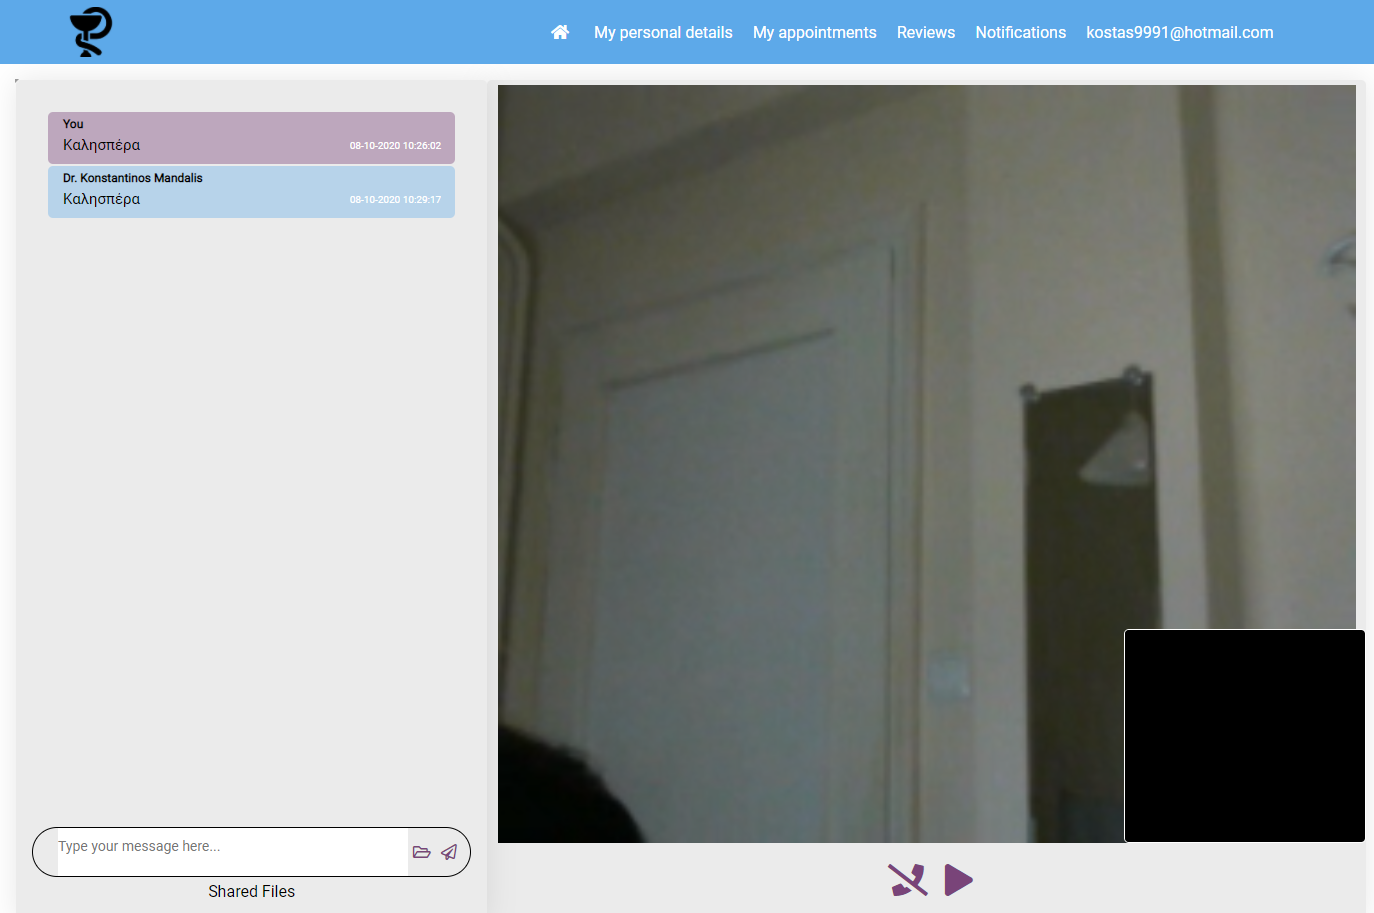 My personal details
My appointments
Reviews
Notifications
kostas9991@hotmail.com
You
Καλησπέρα
08-10-2020 10:26:02
Dr. Konstantinos Mandalis
Καλησπέρα
08-10-2020 10:29:17
Type your message here...
Shared Files